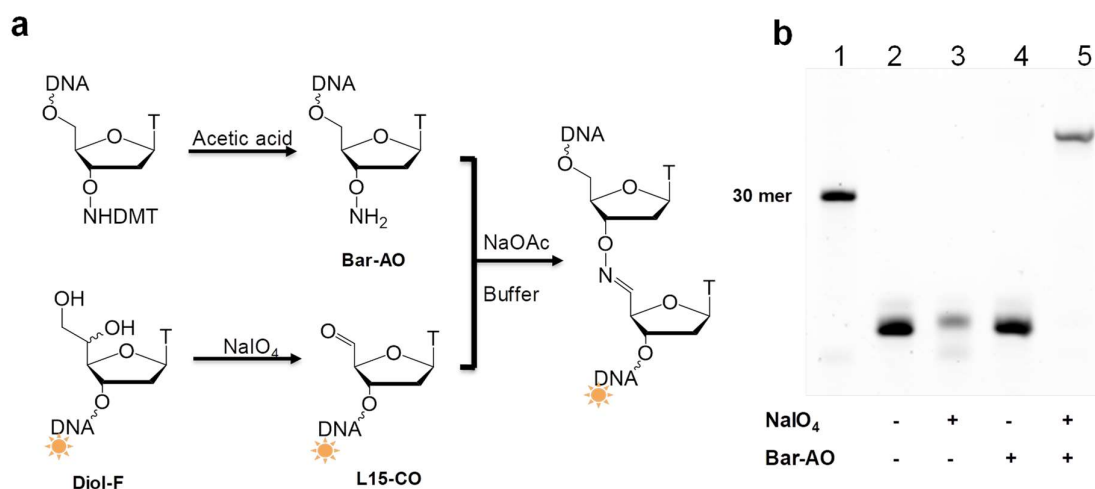 a
DNA
O
O
T
O
NHDMT
Acetic acid
DNA
O
O
T
O
NH2
Bar-AO
OH
OH
O
T
O
DNA
Diol-F
NaIO4
O
O
T
O
DNA
L15-CO
NaOAc
Buffer
DNA
O
O
T
O
N
O
T
O
DNA
b
1 2 3 4 5
30 mer
NaIO4 - + - +
Bar-AO - - + +